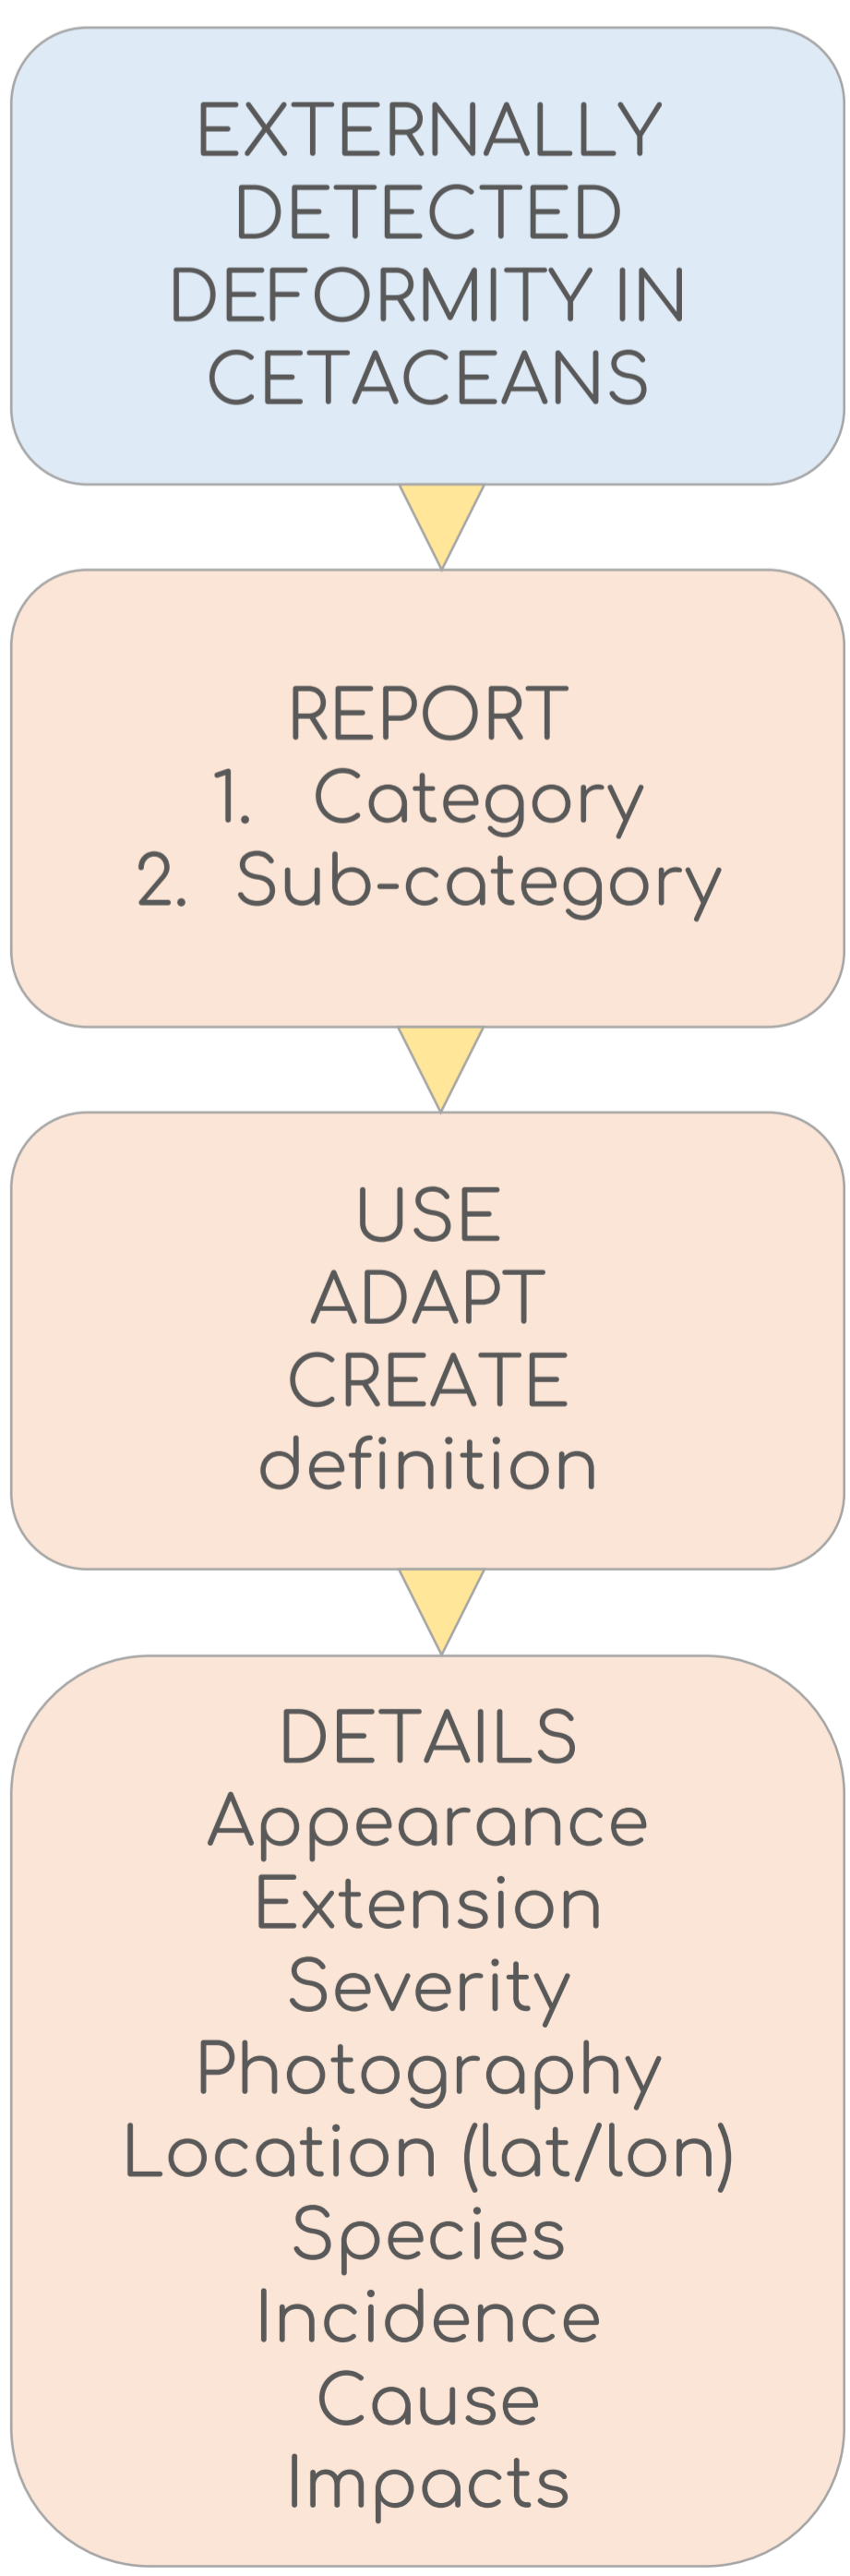 EXTERNALLY
DETECTED
DEFORMITY IN
CETACEANS
REPORT
1. Category
2. Sub-category
USE
ADAPT
CREATE
definition
DETAILS
Appearance
Extension
Severity
Photography
Location (lat/lon)
Species
Incidence
Cause
Impacts